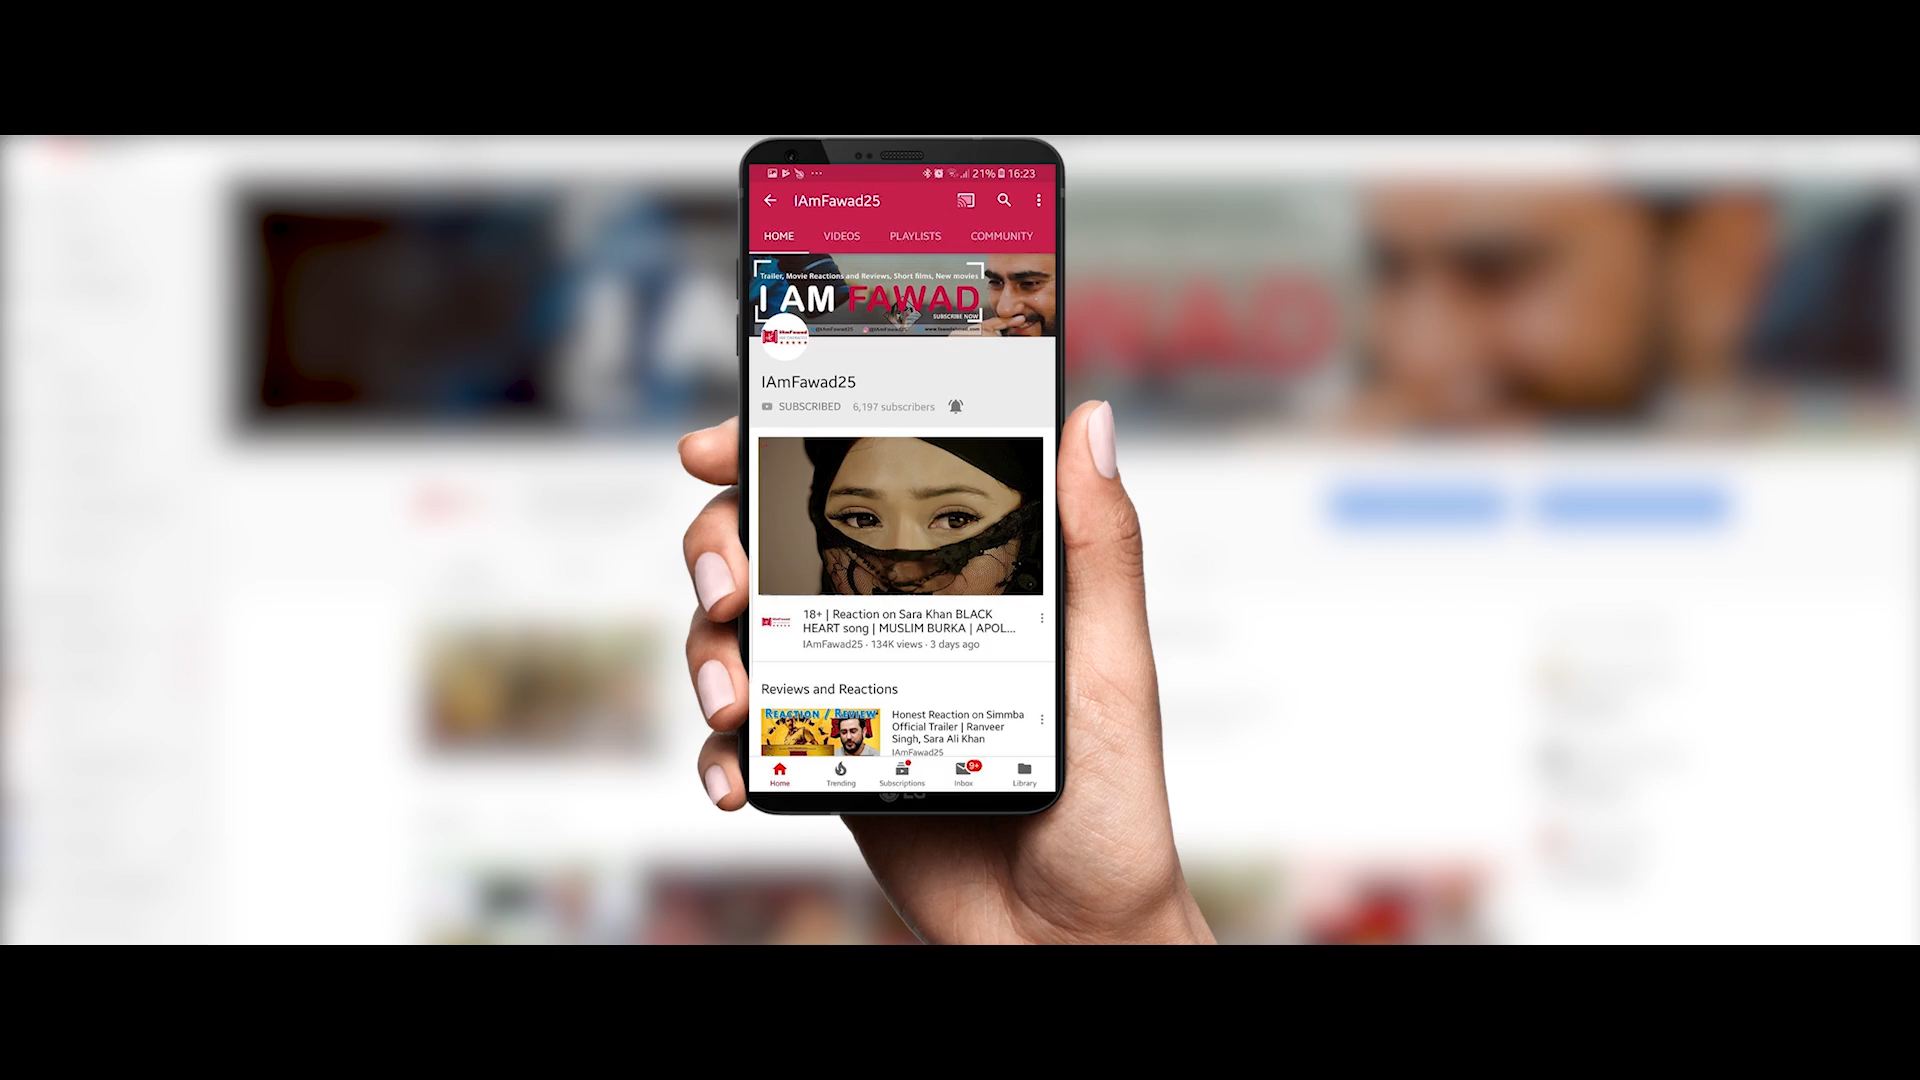 21% 16:23
IAmFawad25
HOME VIDEOS PLAYLISTS COMMUNITY
Trailer, Movie Reactions and Reviews, Short films, New movies
I AM FAWAD
SUBSCRIBE NOW
@IAmFawad25 @IAmFawad25
IAmFawad
IAmFawad25
SUBSCRIBED 6,197 subscribers
18+ | Reaction on Sara Khan BLACK
HEART song | MUSLIM BURKA | APOL...
IAmFawad25 · 134K views · 3 days ago
Reviews and Reactions
REACTION / REVIEW
Honest Reaction on Simmba
Official Trailer | Ranveer
Singh, Sara Ali Khan
IAmFawad25
9+
Home Trending Subscriptions Inbox Library